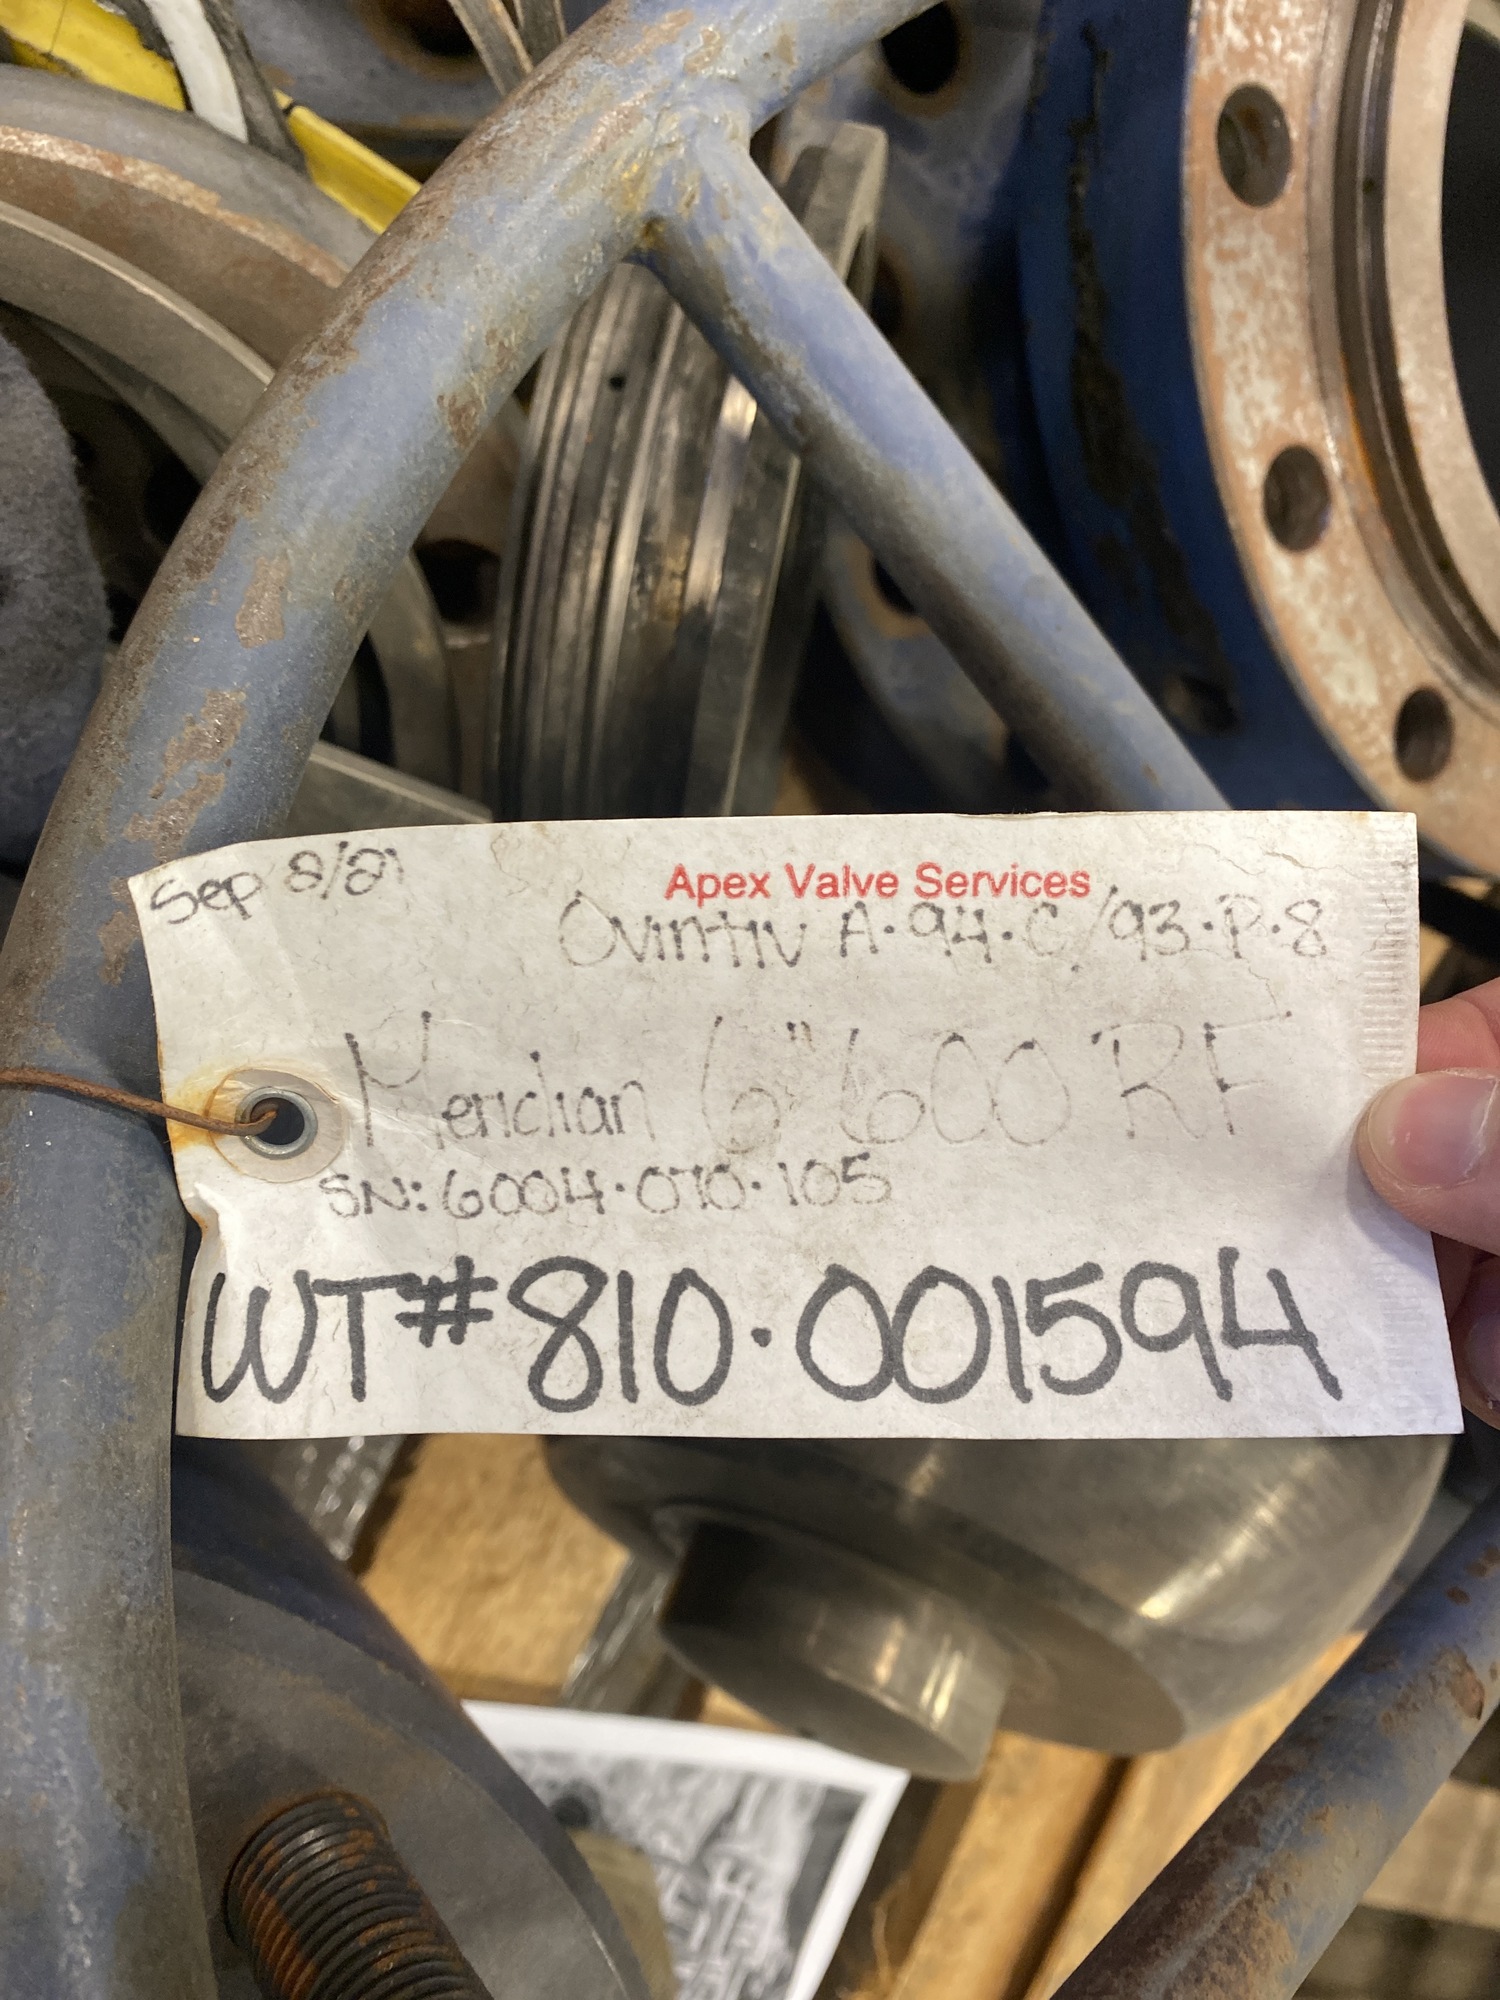 Sep 2/21
Apex Valve Services
Ovintiv A·94·C/93·P·8
Meridian 6" 600 RF
SN: 6004·070·105
WT# 810·001594